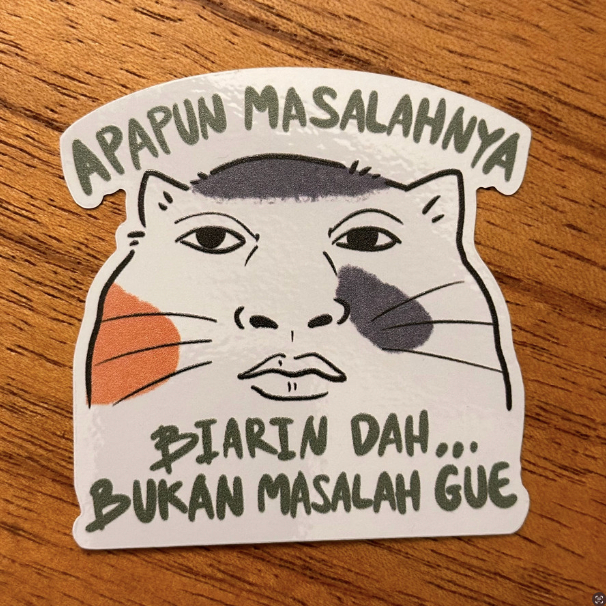 APAPUN MASALAHNYA
BIARIN DAH...
BUKAN MASALAH GUE